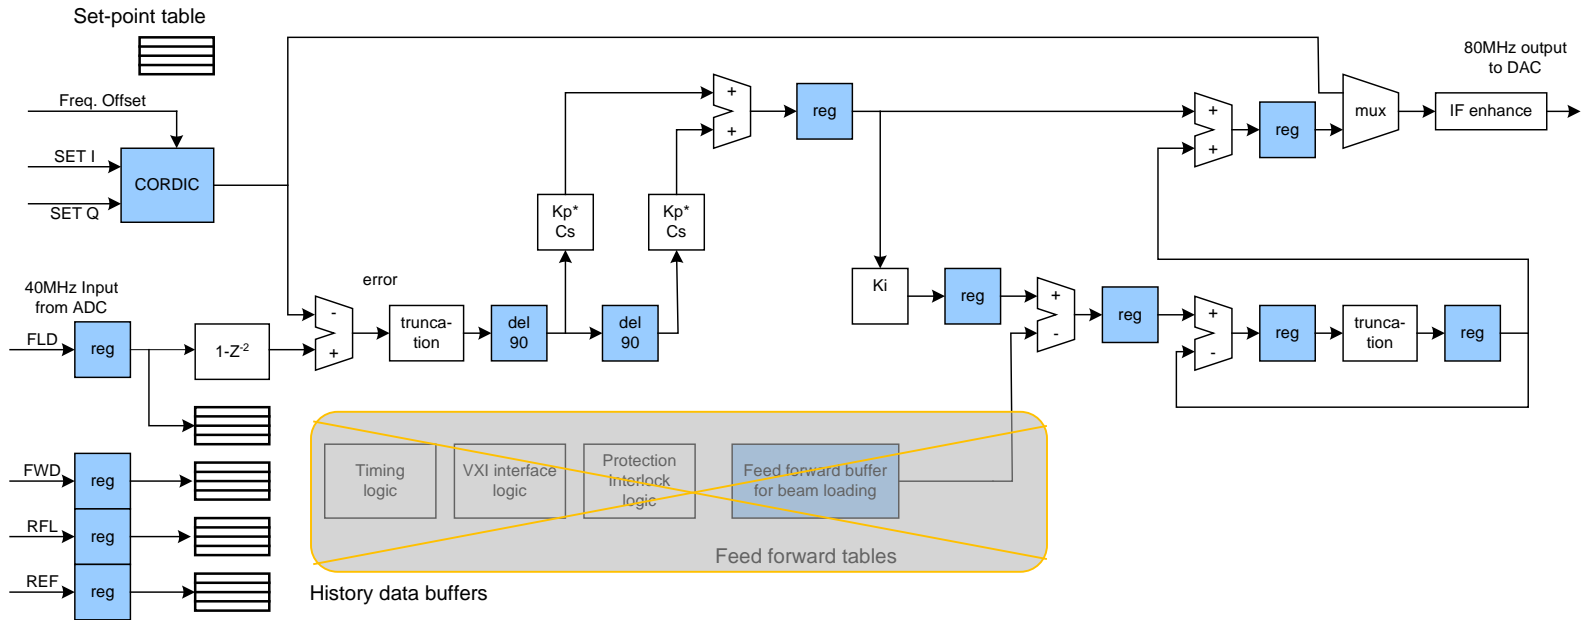 Set-point table
Freq. Offset
SET I
SET Q
CORDIC
40MHz Input
from ADC
FLD
reg
1-Z-2
-
+
error
trunca-
tion
del
90
del
90
Kp*
Cs
Kp*
Cs
+
+
reg
Ki
reg
+
-
reg
+
-
reg
trunca-
tion
reg
+
+
reg
mux
80MHz output
to DAC
IF enhance
FWD
reg
RFL
reg
REF
reg
Timing
logic
VXI interface
logic
Protection
Interlock
logic
Feed forward buffer
for beam loading
Feed forward tables
History data buffers